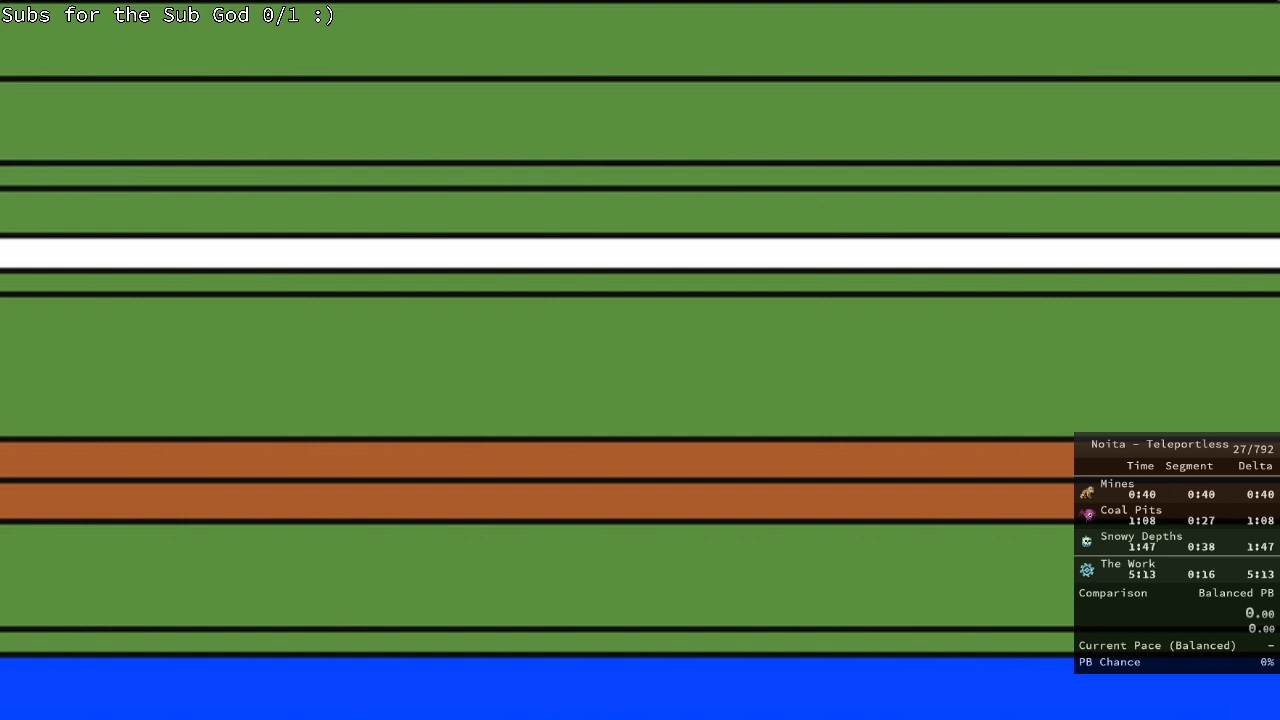 Subs for the Sub God 0/1 :)
Noita - Teleportless 27/792
Time Segment Delta
Mines
0:40 0:40 0:40
Coal Pits
1:08 0:27 1:08
Snowy Depths
1:47 0:38 1:47
The Work
5:13 0:16 5:13
Comparison Balanced PB
0.00
0.00
Current Pace (Balanced) -
PB Chance 0%